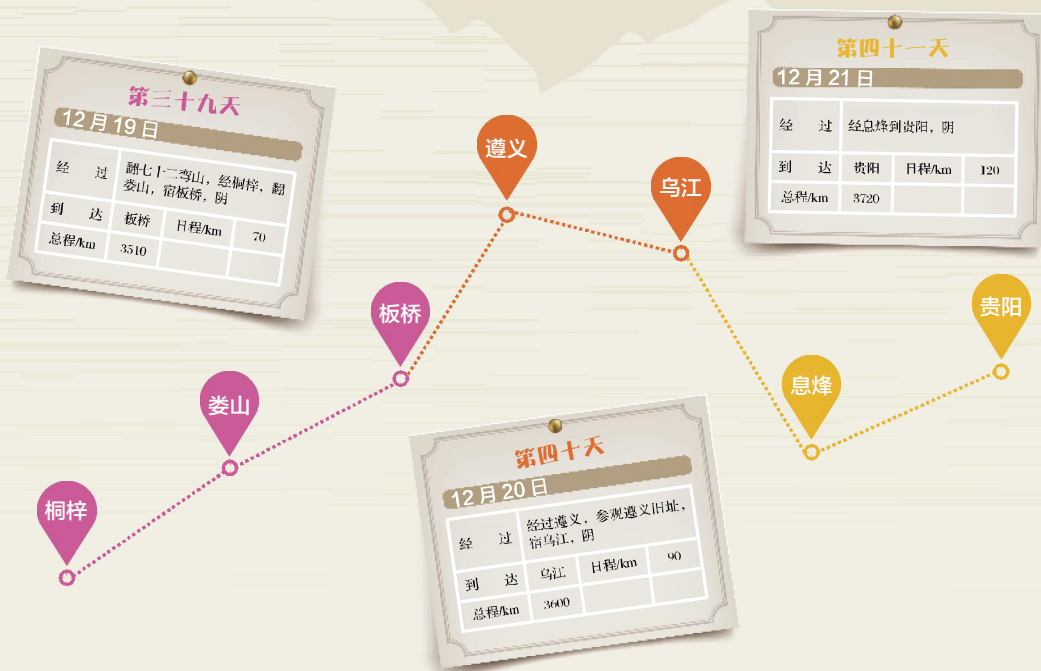 第三十九天
12月19日
经 过 翻七十二弯山，经桐梓，翻
娄山，宿板桥，阴
到 达 板桥 日程/km 70
总程/km 3510
第四十一天
12月21日
经 过 经息烽到贵阳，阴
到 达 贵阳 日程/km 120
总程/km 3720
遵义
乌江
板桥
娄山
桐梓
贵阳
息烽
第四十天
12月20日
经 过 经过遵义，参观遵义旧址，
宿乌江，阴
到 达 乌江 日程/km 90
总程/km 3600